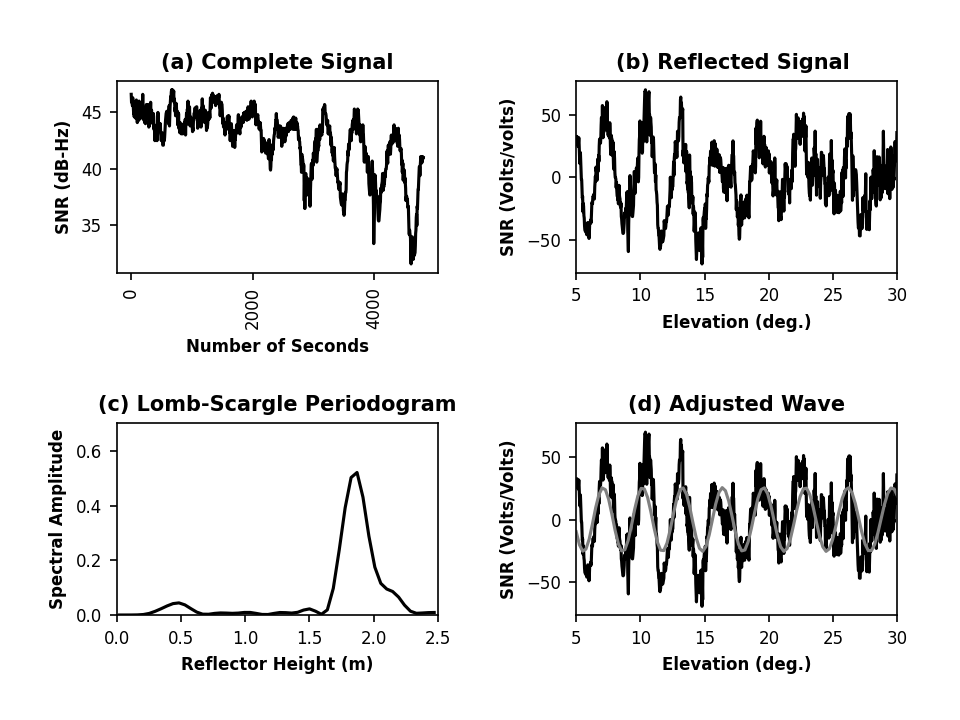 (a) Complete Signal
SNR (dB-Hz)
45
40
35
0
2000
4000
Number of Seconds
(b) Reflected Signal
SNR (Volts/volts)
50
0
−50
5 10 15 20 25 30
Elevation (deg.)
(c) Lomb-Scargle Periodogram
Spectral Amplitude
0.6
0.4
0.2
0.0
0.0 0.5 1.0 1.5 2.0 2.5
Reflector Height (m)
(d) Adjusted Wave
SNR (Volts/Volts)
50
0
−50
5 10 15 20 25 30
Elevation (deg.)